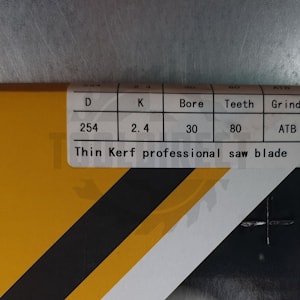 D K Bore Teeth Grind
254 2.4 30 80 ATB
Thin Kerf professional saw blade